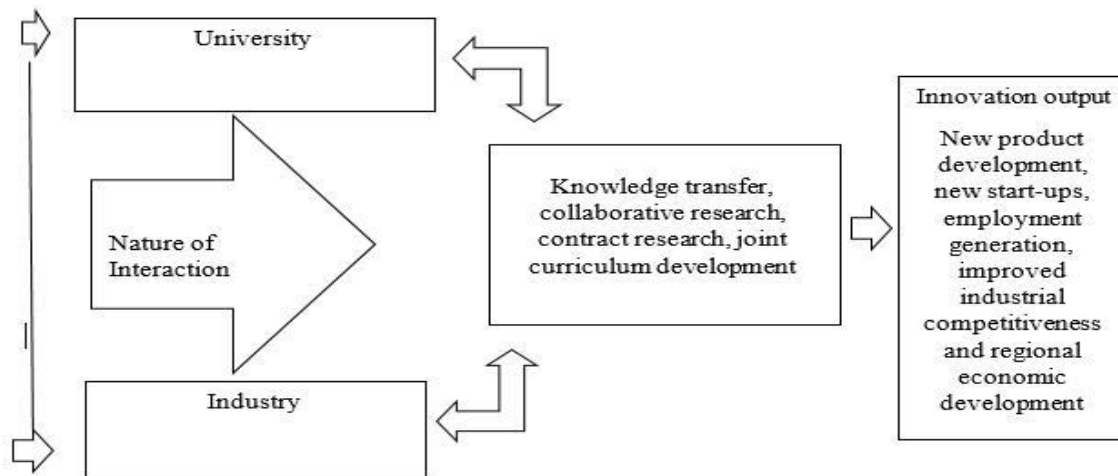 University
Nature of
Interaction
Industry
Knowledge transfer,
collaborative research,
contract research, joint
curriculum development
Innovation output
New product
development,
new start-ups,
employment
generation,
improved
industrial
competitiveness
and regional
economic
development